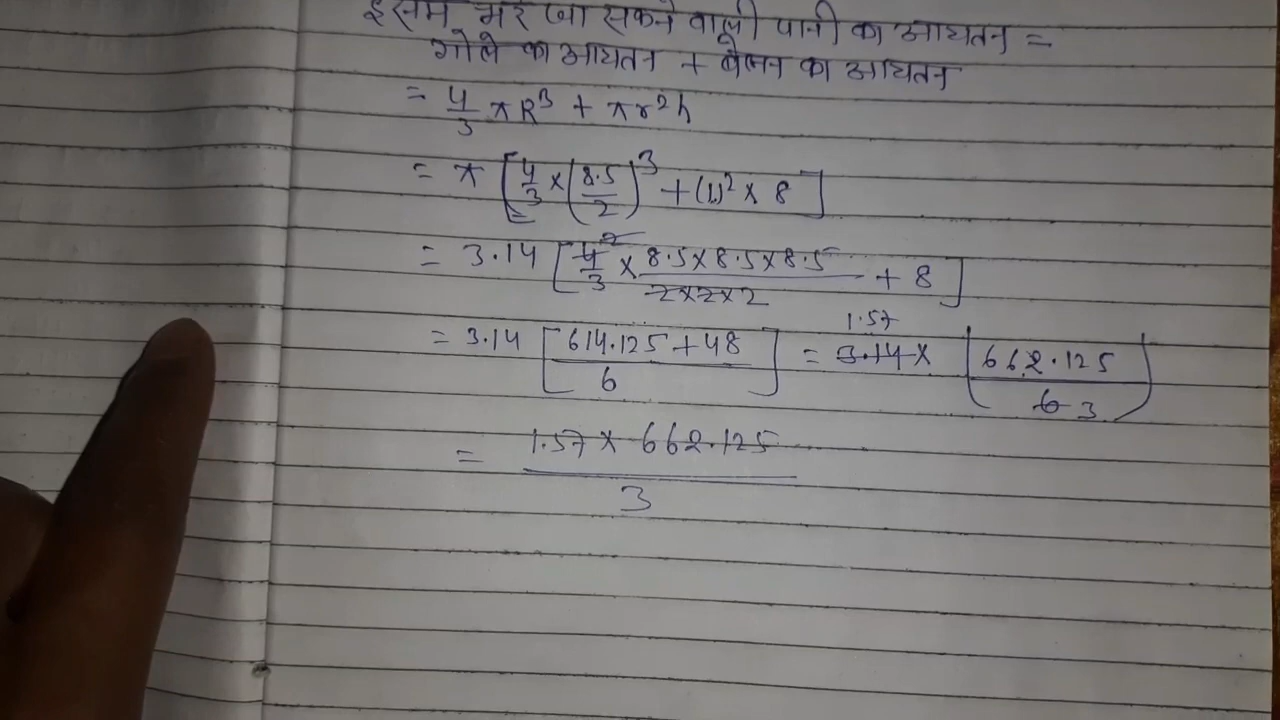 इसमें भरे जा सकने वाली पानी का आयतन =
गोले का आयतन + बेलन का आयतन
= 4/3 πR³ + πr²h
= π [4/3 × (8.5/2)³ + (1)² × 8]
= 3.14 [4/3 × 8.5×8.5×8.5/2×2×2 + 8] 2
= 3.14 [614.125+48/6] = 3.14 × (662.125/6 3) 1.57
= 1.57 × 662.125/3